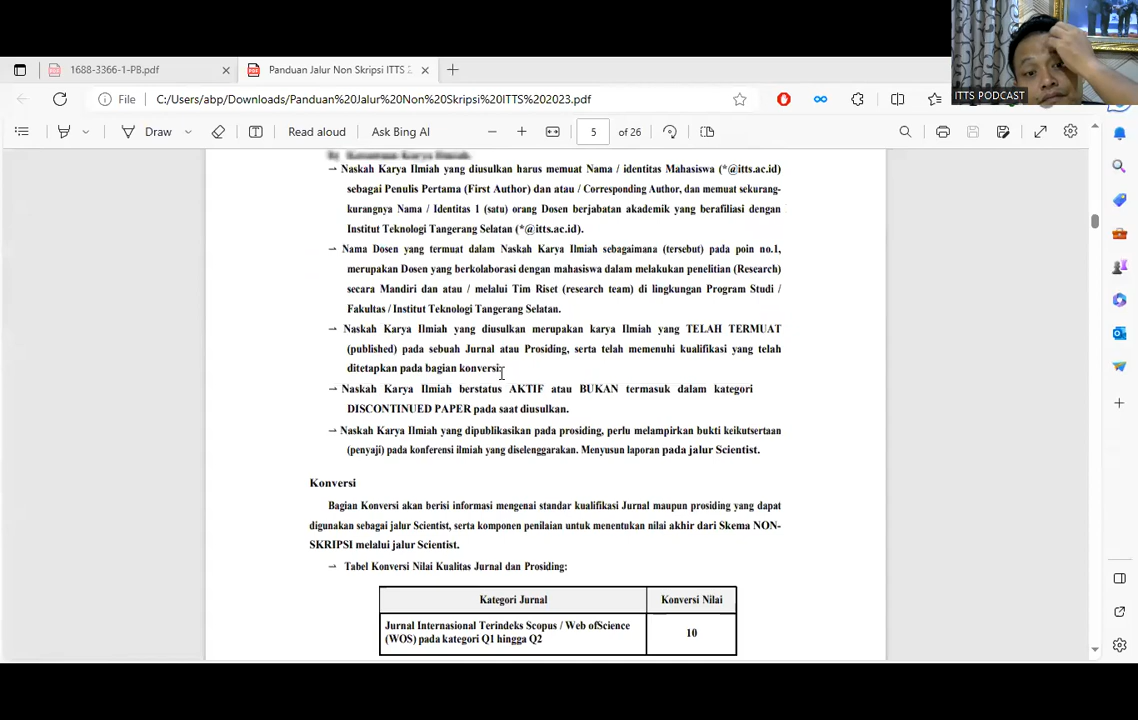 1688-3366-1-PB.pdf
Panduan Jalur Non Skripsi ITTS 2
ITTS PODCAST
File C:/Users/abp/Downloads/Panduan%20Jalur%20Non%20Skripsi%20ITTS%202023.pdf
Draw Read aloud Ask Bing AI 5 of 26
Naskah Karya Ilmiah yang diusulkan harus memuat Nama / identitas Mahasiswa (*@itts.ac.id)
sebagai Penulis Pertama (First Author) dan atau / Corresponding Author, dan memuat sekurang-
kurangnya Nama / Identitas 1 (satu) orang Dosen berjabatan akademik yang berafiliasi dengan
Institut Teknologi Tangerang Selatan (*@itts.ac.id).
Nama Dosen yang termuat dalam Naskah Karya Ilmiah sebagaimana (tersebut) pada poin no.1,
merupakan Dosen yang berkolaborasi dengan mahasiswa dalam melakukan penelitian (Research)
secara Mandiri dan atau / melalui Tim Riset (research team) di lingkungan Program Studi /
Fakultas / Institut Teknologi Tangerang Selatan.
Naskah Karya Ilmiah yang diusulkan merupakan karya Ilmiah yang TELAH TERMUAT
(published) pada sebuah Jurnal atau Prosiding, serta telah memenuhi kualifikasi yang telah
ditetapkan pada bagian konversi.
Naskah Karya Ilmiah berstatus AKTIF atau BUKAN termasuk dalam kategori
DISCONTINUED PAPER pada saat diusulkan.
Naskah Karya Ilmiah yang dipublikasikan pada prosiding, perlu melampirkan bukti keikutsertaan
(penyaji) pada konferensi ilmiah yang diselenggarakan. Menyusun laporan pada jalur Scientist.
Konversi
Bagian Konversi akan berisi informasi mengenai standar kualifikasi Jurnal maupun prosiding yang dapat
digunakan sebagai jalur Scientist, serta komponen penilaian untuk menentukan nilai akhir dari Skema NON-
SKRIPSI melalui jalur Scientist.
Tabel Konversi Nilai Kualitas Jurnal dan Prosiding:
Kategori Jurnal Konversi Nilai
Jurnal Internasional Terindeks Scopus / Web ofScience
(WOS) pada kategori Q1 hingga Q2
10